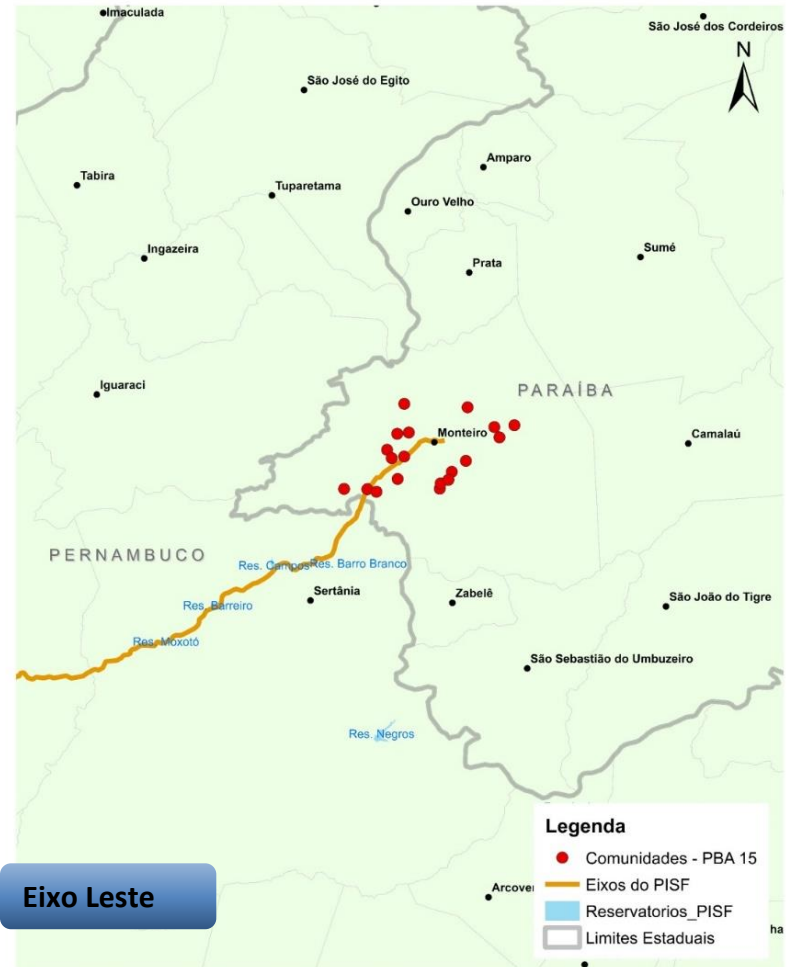 Imaculada
São José dos Cordeiros
N
São José do Egito
Amparo
Tabira
Tuparetama
Ouro Velho
Ingazeira
Sumé
Prata
Iguaraci
PARAÍBA
Monteiro
Camalaú
PERNAMBUCO
Res. Campos
Res. Barro Branco
Sertânia
Zabelê
Res. Barreiro
São João do Tigre
Res. Moxotó
São Sebastião do Umbuzeiro
Res. Negros
Legenda
Comunidades - PBA 15
Eixos do PISF
Reservatorios_PISF
Limites Estaduais
Eixo Leste
Arcove
ha